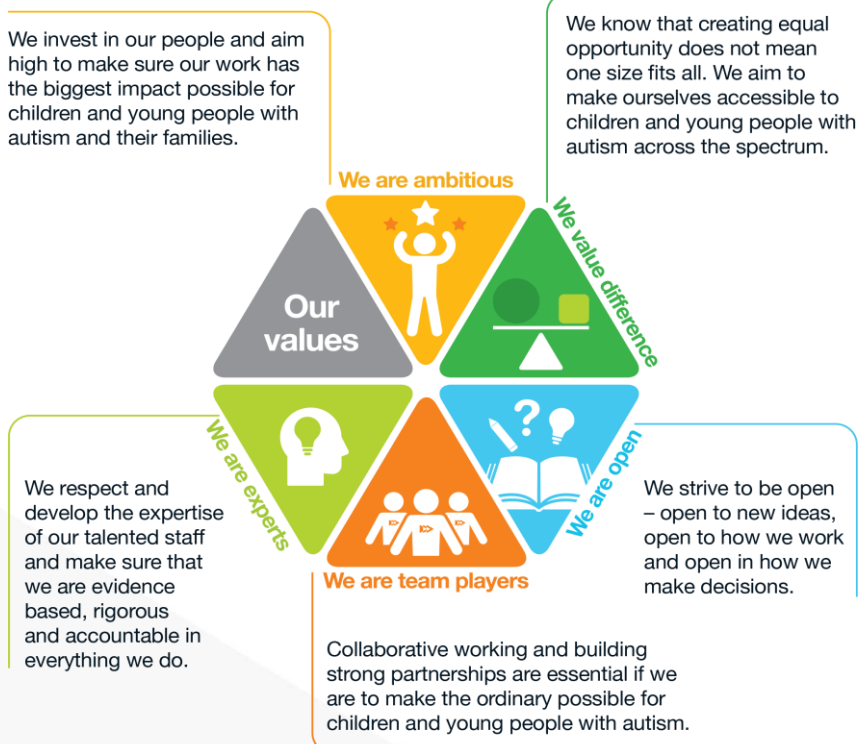 We invest in our people and aim
high to make sure our work has
the biggest impact possible for
children and young people with
autism and their families.
We know that creating equal
opportunity does not mean
one size fits all. We aim to
make ourselves accessible to
children and young people with
autism across the spectrum.
We are ambitious
We value difference
Our
values
We are experts
We are team players
We are open
We respect and
develop the expertise
of our talented staff
and make sure that
we are evidence
based, rigorous
and accountable in
everything we do.
We strive to be open
– open to new ideas,
open to how we work
and open in how we
make decisions.
Collaborative working and building
strong partnerships are essential if we
are to make the ordinary possible for
children and young people with autism.